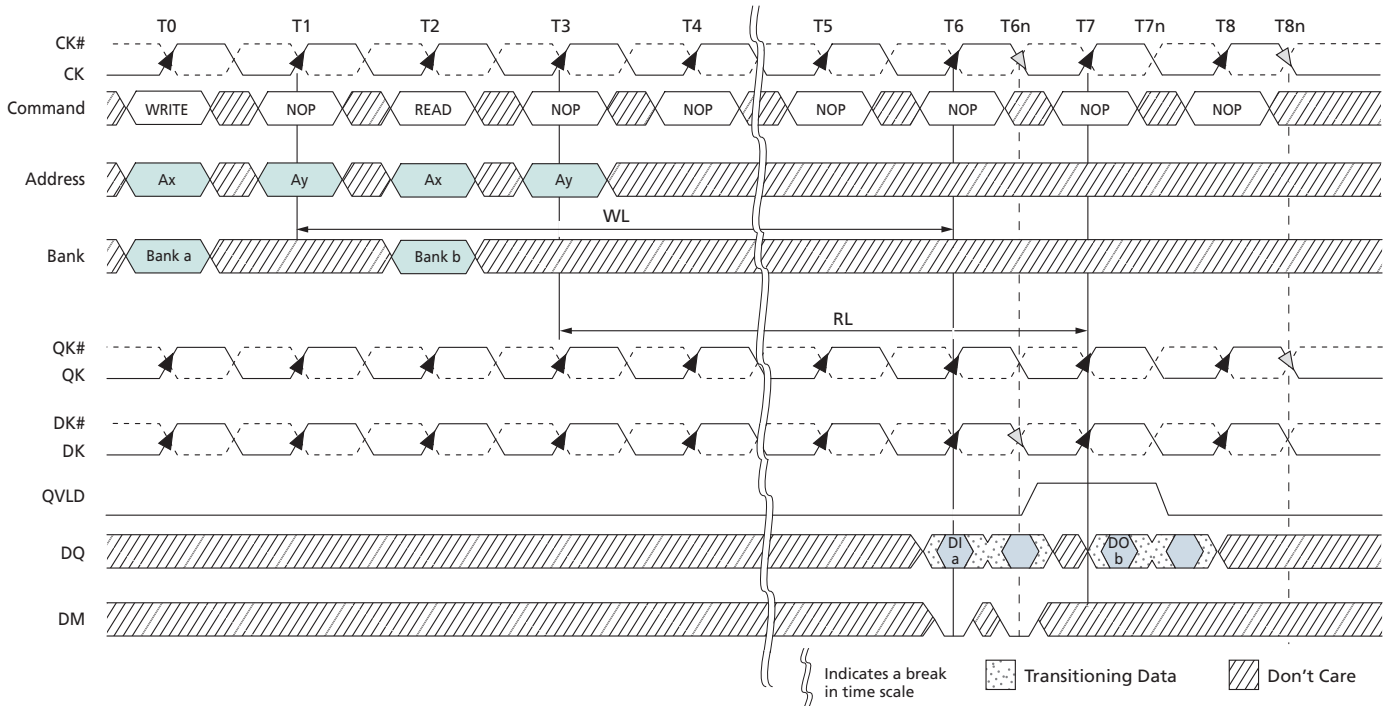 T0 T1 T2 T3 T4 T5 T6 T6n T7 T7n T8 T8n
CK#
CK
Command WRITE NOP READ NOP NOP NOP NOP NOP NOP
Address Ax Ay Ax Ay
WL
Bank Bank a Bank b
RL
QK#
QK
DK#
DK
QVLD
DQ DI a DO b
DM
Indicates a break
in time scale
Transitioning Data
Don't Care